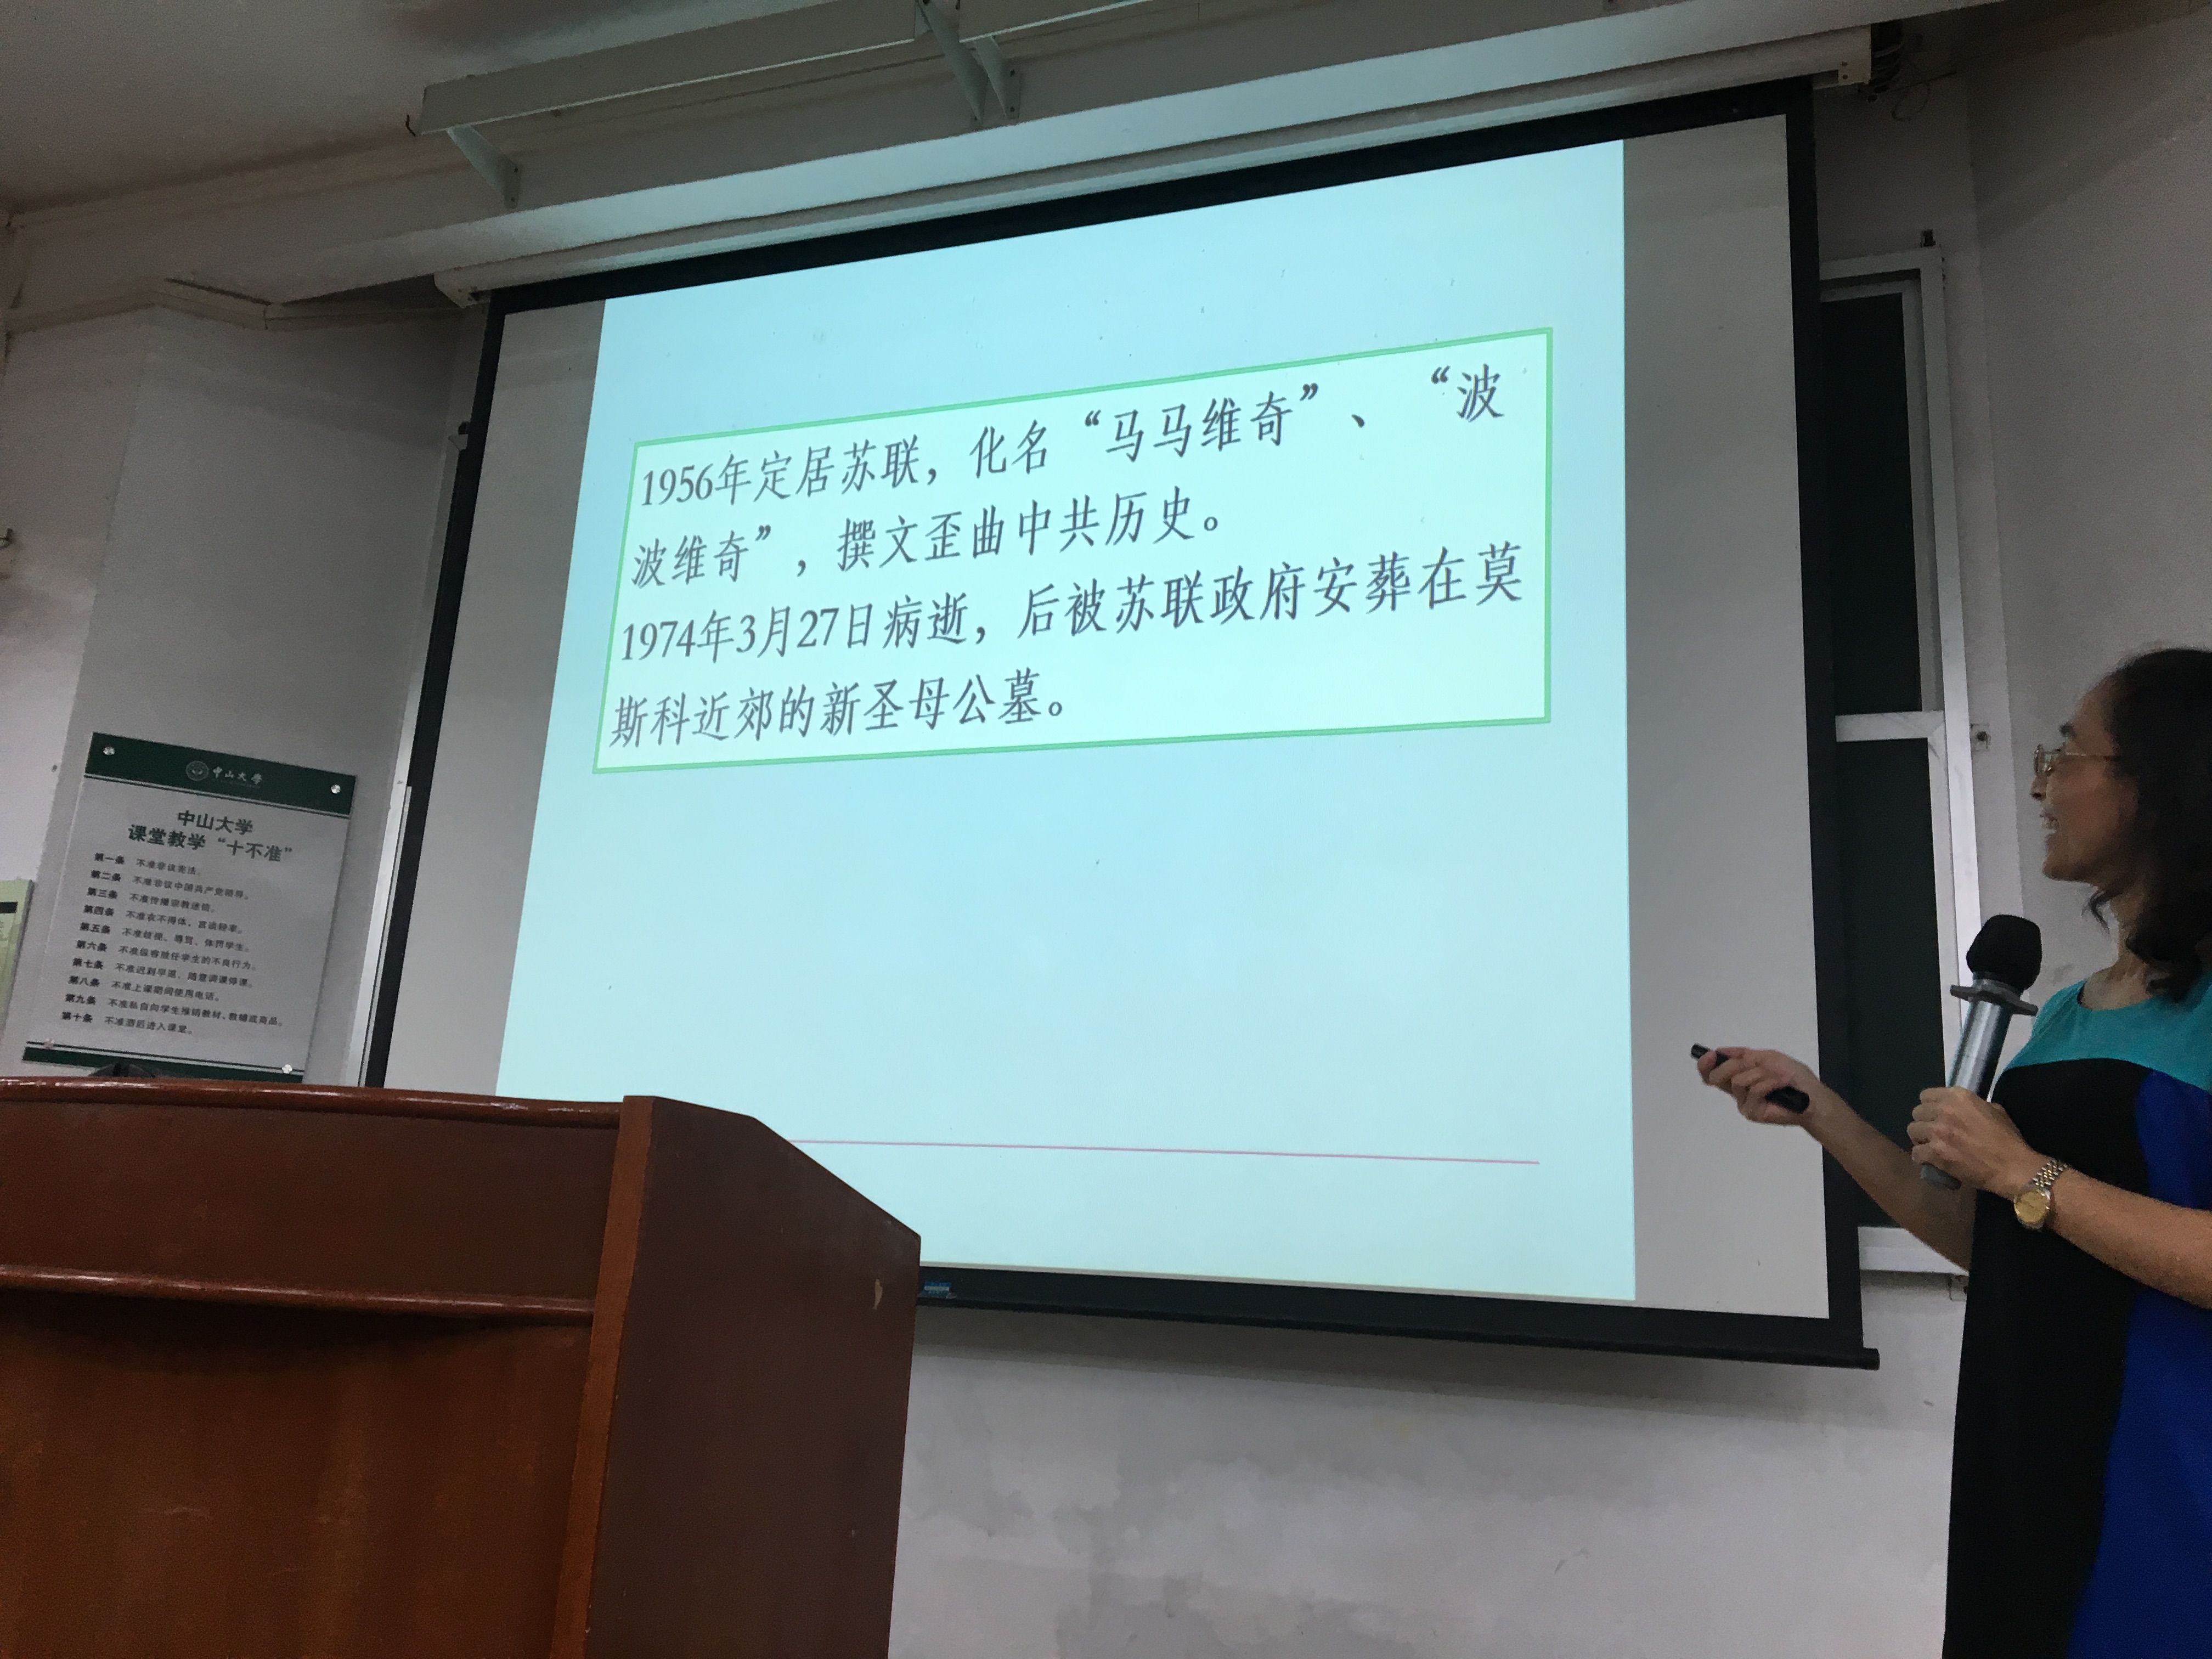 1956年定居苏联，化名“马马维奇”、 “波
波维奇”，撰文歪曲中共历史。
1974年3月27日病逝，后被苏联政府安葬在莫
斯科近郊的新圣母公墓。
中山大学
中山大学
课堂教学“十不准”
第一条 不准非议宪法。
第二条 不准非议中国共产党领导。
第三条 不准传播宗教迷信。
第四条 不准衣不得体、言语轻率。
第五条 不准歧视、辱骂、体罚学生。
第六条 不准纵容放任学生的不良行为。
第七条 不准迟到早退、随意调课停课。
第八条 不准上课期间使用电话。
第九条 不准私自向学生推销教材、教辅或商品。
第十条 不准酒后进入课堂。